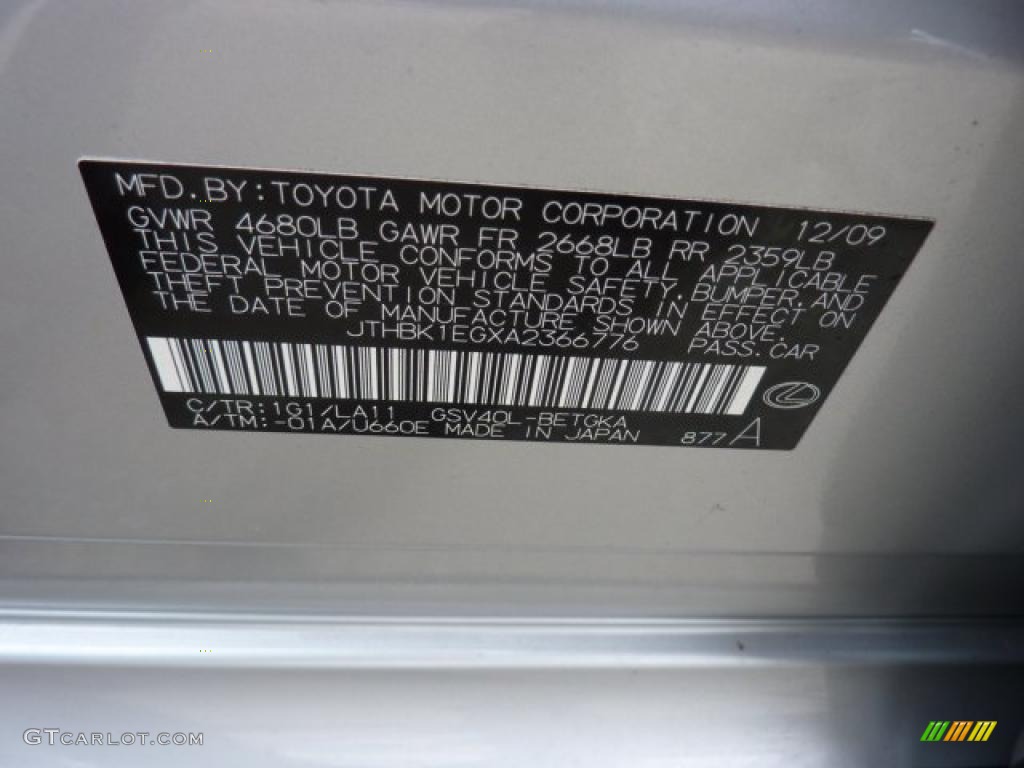 MFD.BY:TOYOTA MOTOR CORPORATION 12/09
GVWR 4680LB GAWR FR 2668LB RR 2359LB
THIS VEHICLE CONFORMS TO ALL APPLICABLE
FEDERAL MOTOR VEHICLE SAFETY,BUMPER,AND
THEFT PREVENTION STANDARDS IN EFFECT ON
THE DATE OF MANUFACTURE SHOWN ABOVE.
JTHBK1EGXA2366776 PASS.CAR
C/TR:1G1/LA11 GSV40L-BETGKA
A/TM:-01A/U660E MADE IN JAPAN 877A
GTCARLOT.COM